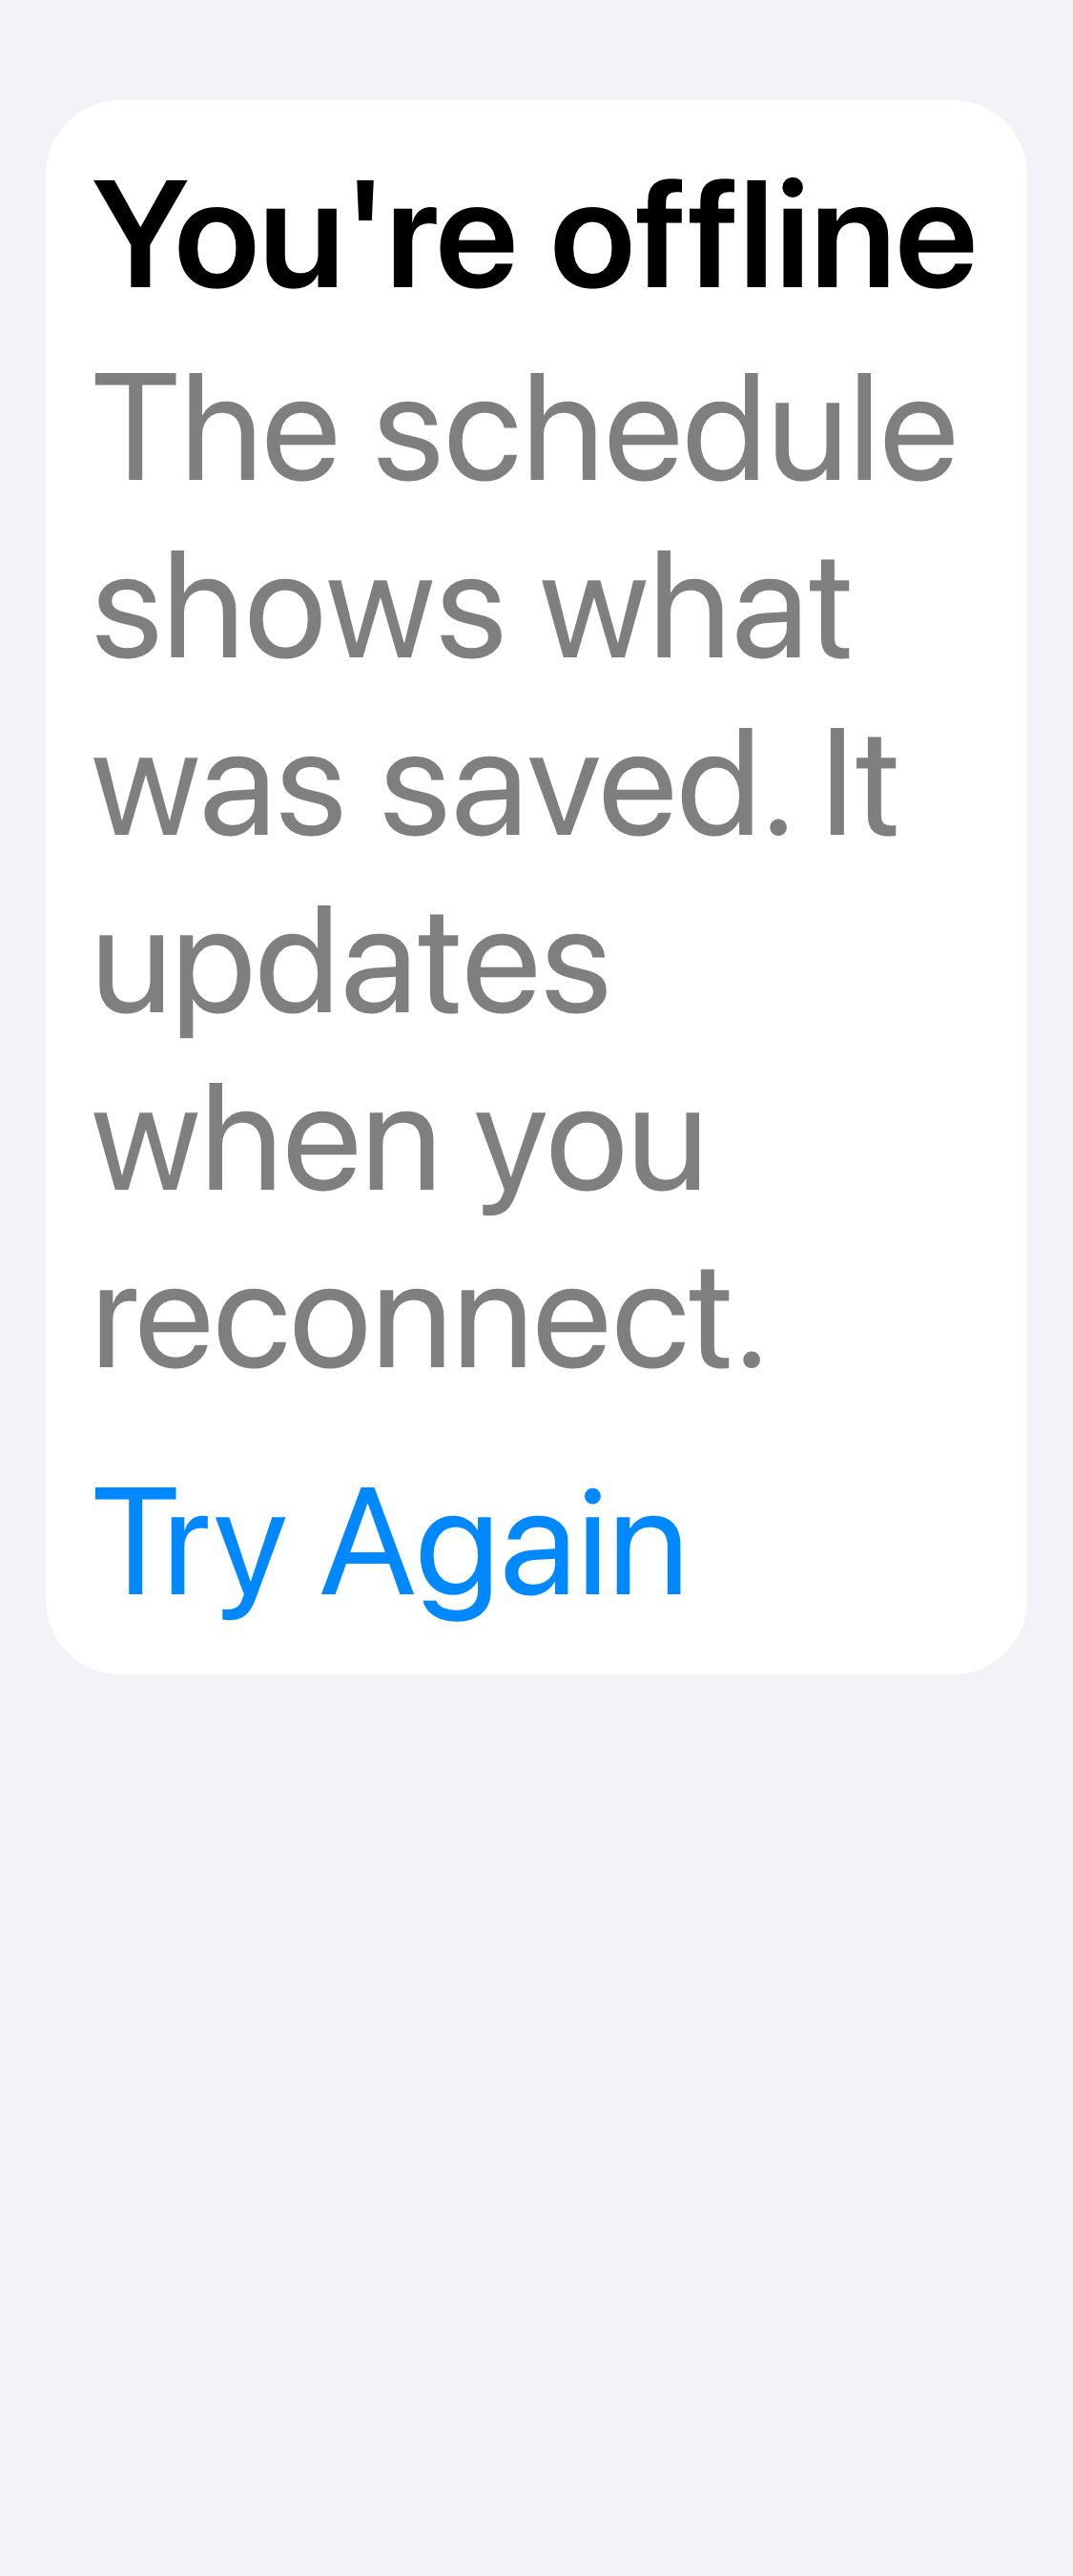 You're offline
The schedule
shows what
was saved. It
updates
when you
reconnect.
Try Again